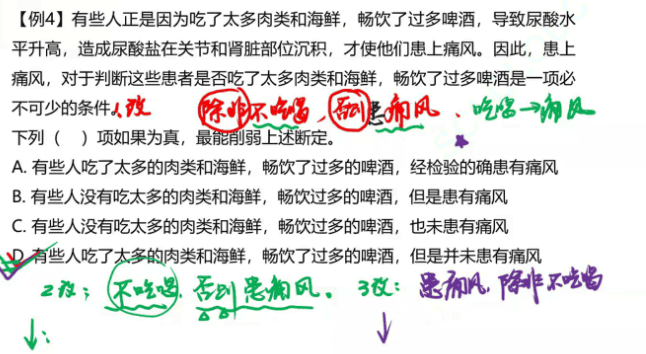 【例4】有些人正是因为吃了太多肉类和海鲜，畅饮了过多啤酒，导致尿酸水
平升高，造成尿酸盐在关节和肾脏部位沉积，才使他们患上痛风。因此，患上
痛风，对于判断这些患者是否吃了太多肉类和海鲜，畅饮了过多啤酒是一项必
不可少的条件。1改 除非不吃喝，否则患痛风、吃喝→痛风
下列（ ）项如果为真，最能削弱上述断定。
A. 有些人吃了太多的肉类和海鲜，畅饮了过多的啤酒，经检验的确患有痛风
B. 有些人没有吃太多的肉类和海鲜，畅饮过多的啤酒，但是患有痛风
C. 有些人没有吃太多的肉类和海鲜，畅饮过多的啤酒，也未患有痛风
D. 有些人吃了太多的肉类和海鲜，畅饮了过多的啤酒，但是并未患有痛风
2改：不吃喝，否则患痛风。 3改：患痛风，除非不吃喝
↓： ↓